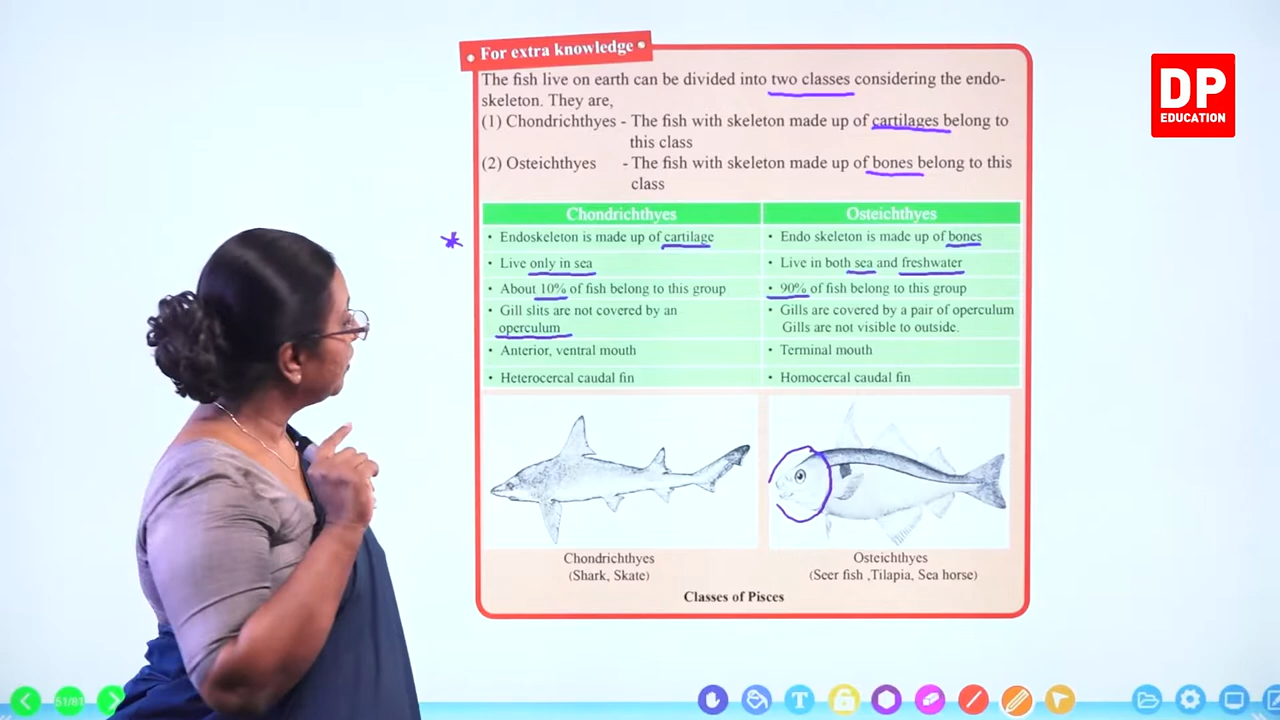 For extra knowledge
DP
EDUCATION
The fish live on earth can be divided into two classes considering the endo-
skeleton. They are,
(1) Chondrichthyes - The fish with skeleton made up of cartilages belong to
this class
(2) Osteichthyes - The fish with skeleton made up of bones belong to this
class
Chondrichthyes
• Endoskeleton is made up of cartilage
• Live only in sea
• About 10% of fish belong to this group
• Gill slits are not covered by an
operculum
• Anterior, ventral mouth
• Heterocercal caudal fin
Osteichthyes
• Endo skeleton is made up of bones
• Live in both sea and freshwater
• 90% of fish belong to this group
• Gills are covered by a pair of operculum
Gills are not visible to outside.
• Terminal mouth
• Homocercal caudal fin
Chondrichthyes
(Shark, Skate)
Osteichthyes
(Seer fish ,Tilapia, Sea horse)
Classes of Pisces
51/81
T